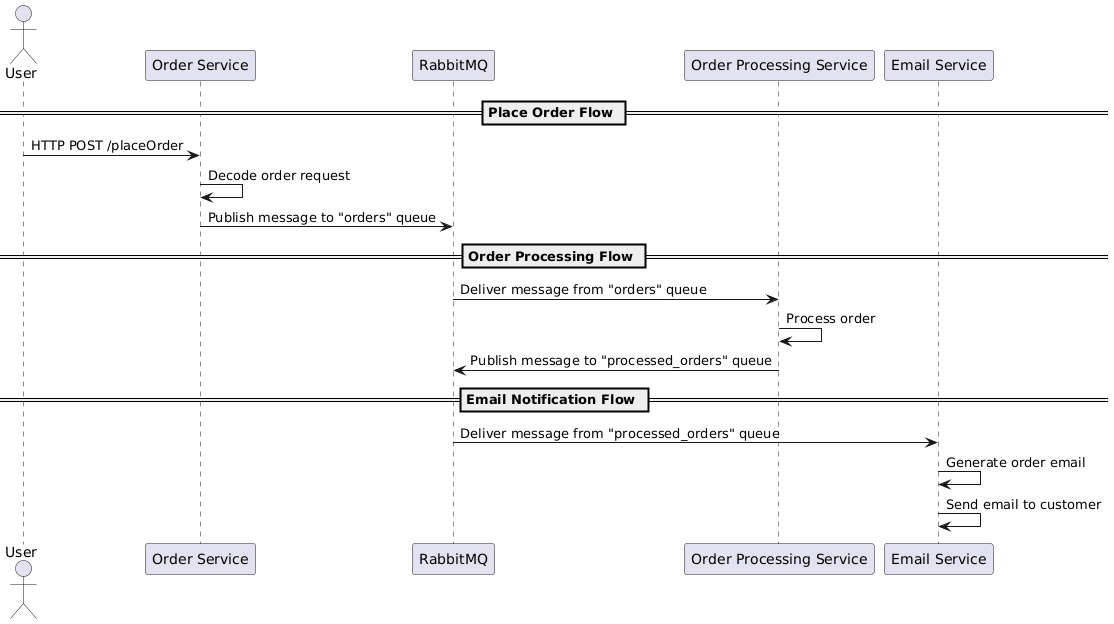 User
Order Service
RabbitMQ
Order Processing Service
Email Service
Place Order Flow
HTTP POST /placeOrder
Decode order request
Publish message to "orders" queue
Order Processing Flow
Deliver message from "orders" queue
Process order
Publish message to "processed_orders" queue
Email Notification Flow
Deliver message from "processed_orders" queue
Generate order email
Send email to customer
User
Order Service
RabbitMQ
Order Processing Service
Email Service